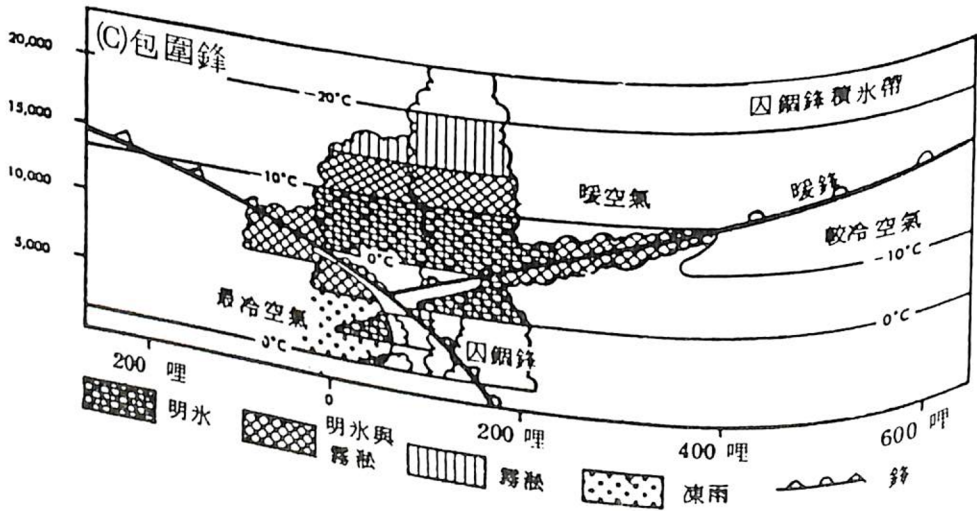 (C)包圍鋒
20,000
15,000
10,000
5,000
-20°C
囚錮鋒積氷帶
10°C
暖空氣
暖鋒
較冷空氣
-10°C
0°C
0°C
最冷空氣
0°C
囚錮鋒
200 哩
0
200 哩
400 哩
600 哩
明氷
明氷與
霧淞
霧淞
凍雨
鋒